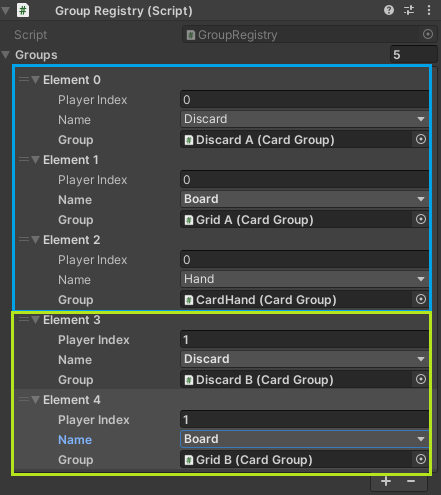 Group Registry (Script)
Script GroupRegistry
Groups 5
Element 0
Player Index 0
Name Discard
Group Discard A (Card Group)
Element 1
Player Index 0
Name Board
Group Grid A (Card Group)
Element 2
Player Index 0
Name Hand
Group CardHand (Card Group)
Element 3
Player Index 1
Name Discard
Group Discard B (Card Group)
Element 4
Player Index 1
Name Board
Group Grid B (Card Group)
+ −